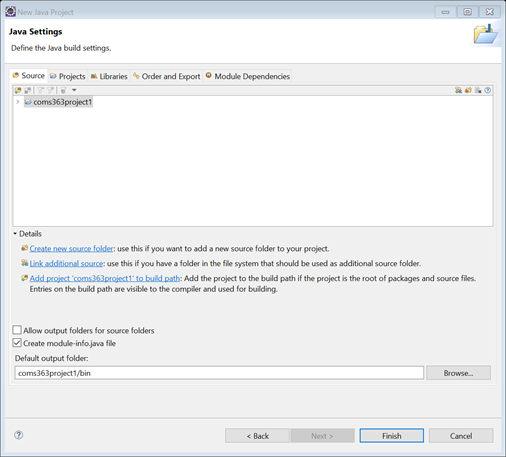 New Java Project
Java Settings
Define the Java build settings.
Source Projects Libraries Order and Export Module Dependencies
coms363project1
Details
Create new source folder: use this if you want to add a new source folder to your project.
Link additional source: use this if you have a folder in the file system that should be used as additional source folder.
Add project 'coms363project1' to build path: Add the project to the build path if the project is the root of packages and source files.
Entries on the build path are visible to the compiler and used for building.
Allow output folders for source folders
Create module-info.java file
Default output folder:
coms363project1/bin Browse...
< Back Next > Finish Cancel